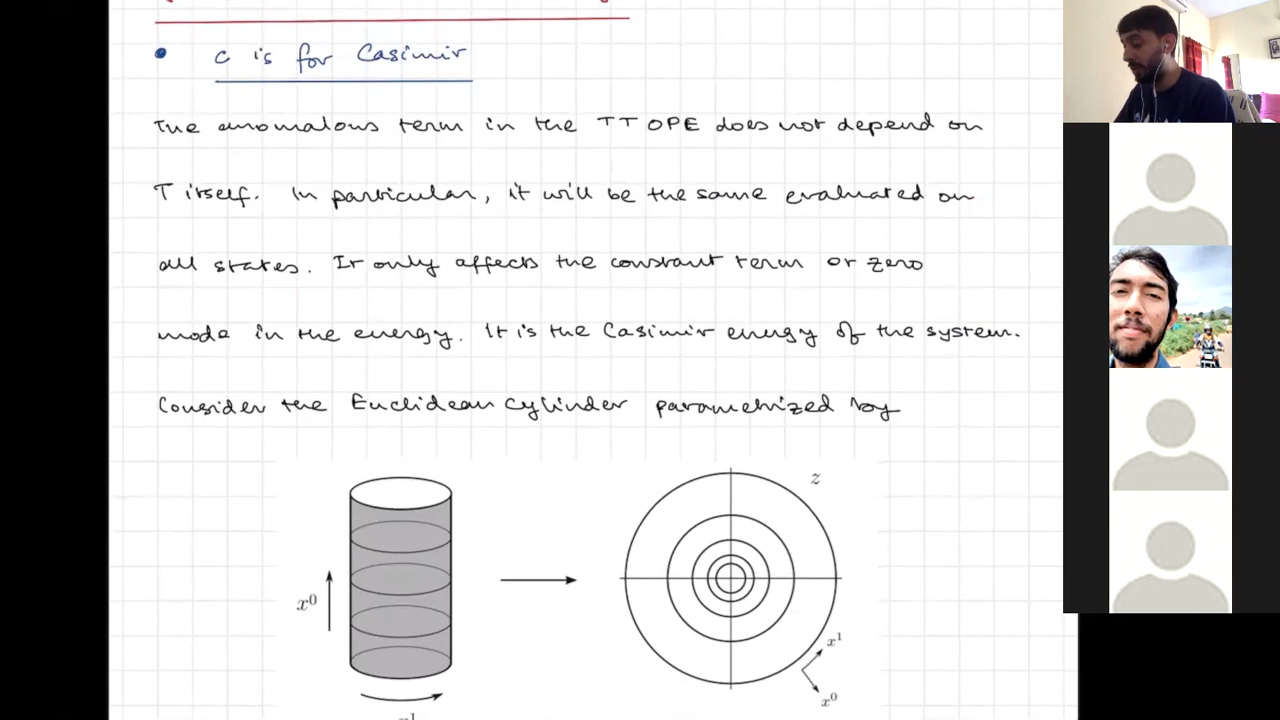 c is for Casimir
The anomalous term in the TT OPE does not depend on
T itself. In particular, it will be the same evaluated on
all states. It only affects the constant term or zero
mode in the energy. It is the Casimir energy of the system.
Consider the Euclidean cylinder parametrized by
z
x⁰
x¹
x⁰
x¹